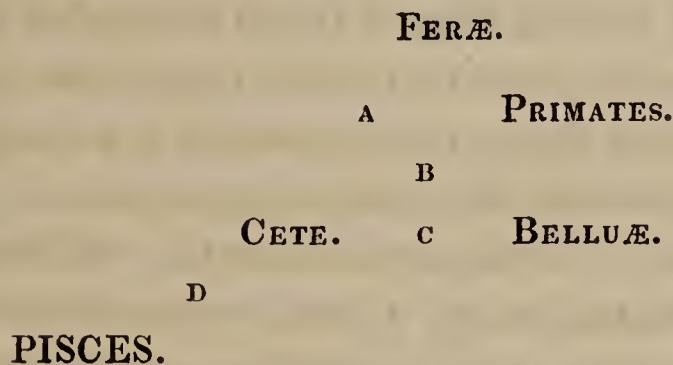 FERÆ.
A PRIMATES.
B
CETE. C BELLUÆ.
D
PISCES.